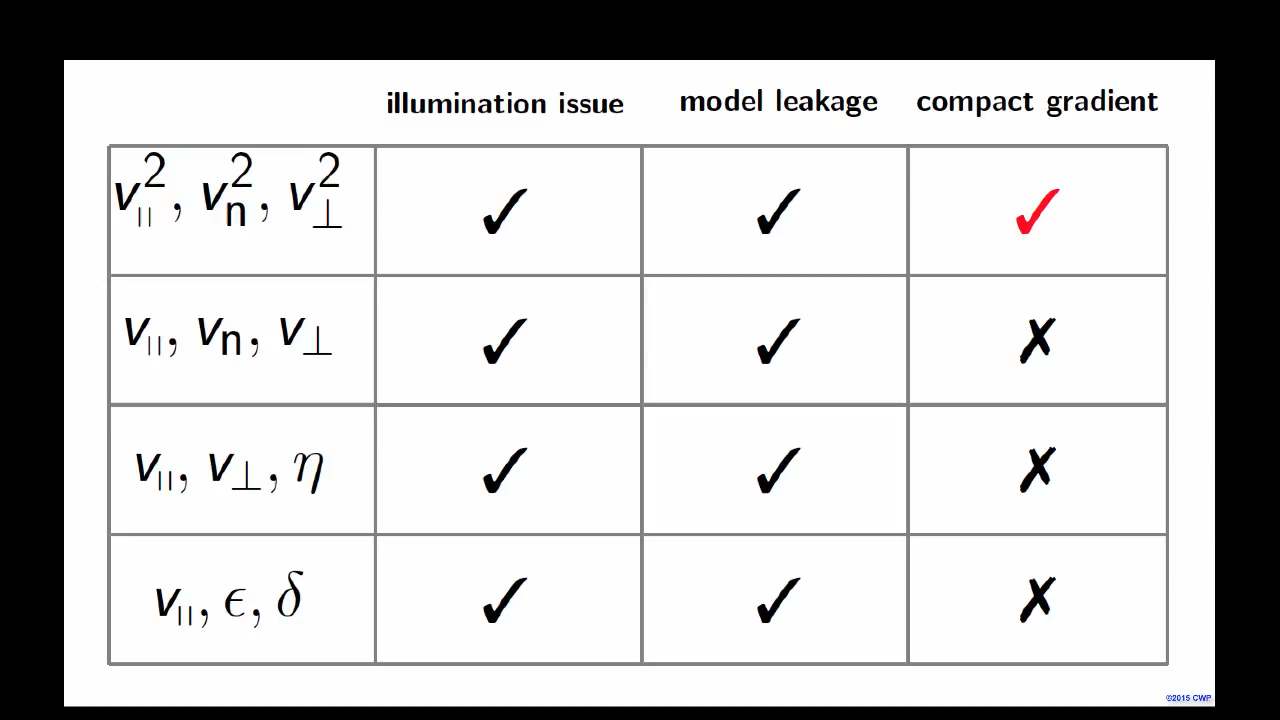 illumination issue model leakage compact gradient
v²∥, v²n, v²⊥ ✓ ✓ ✓
v∥, vn, v⊥ ✓ ✓ ✗
v∥, v⊥, η ✓ ✓ ✗
v∥, ϵ, δ ✓ ✓ ✗
©2015 CWP